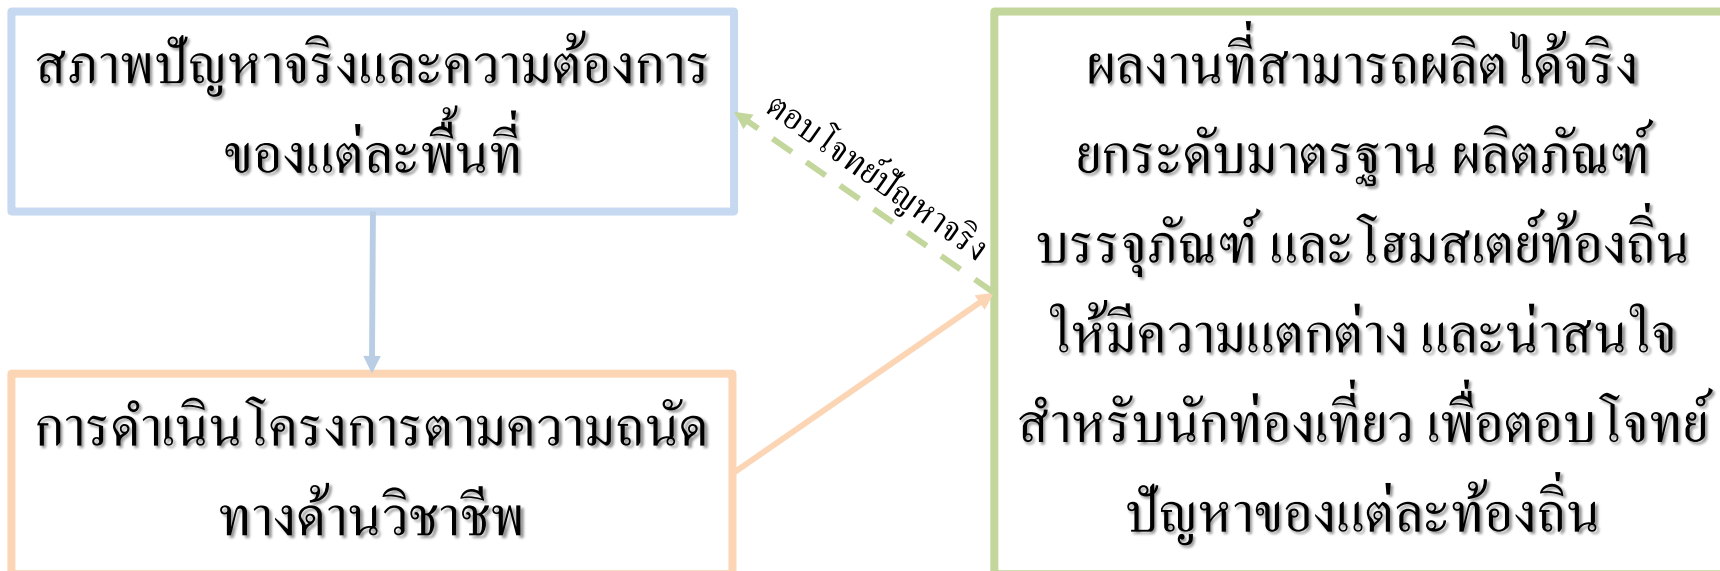 สภาพปัญหาจริงและความต้องการ
ของแต่ละพื้นที่
การดำเนินโครงการตามความถนัด
ทางด้านวิชาชีพ
ตอบโจทย์ปัญหาจริง
ผลงานที่สามารถผลิตได้จริง
ยกระดับมาตรฐาน ผลิตภัณฑ์
บรรจุภัณฑ์ และโฮมสเตย์ท้องถิ่น
ให้มีความแตกต่าง และน่าสนใจ
สำหรับนักท่องเที่ยว เพื่อตอบโจทย์
ปัญหาของแต่ละท้องถิ่น